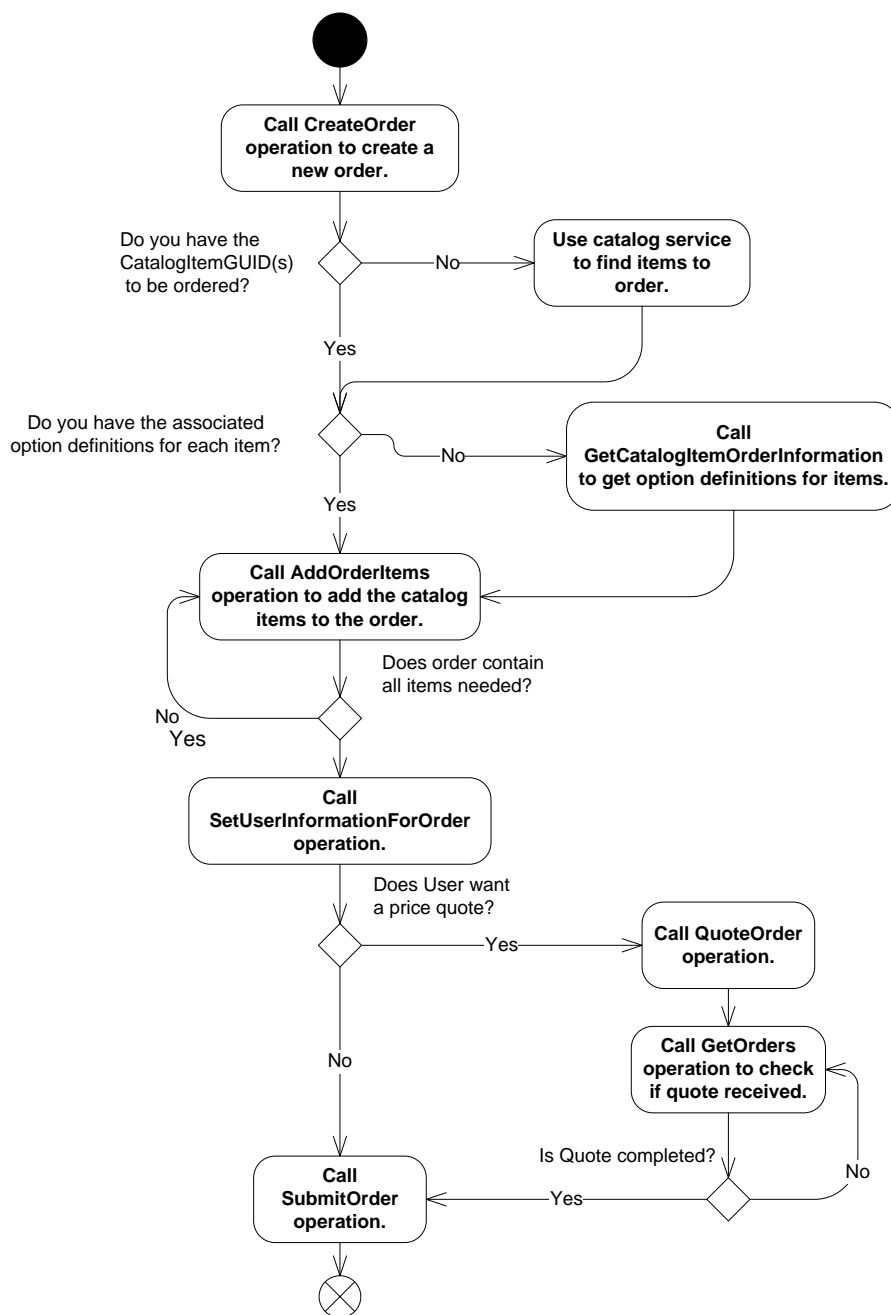 Call CreateOrder
operation to create a
new order.
Do you have the
CatalogItemGUID(s)
to be ordered?
No
Use catalog service
to find items to
order.
Yes
Do you have the associated
option definitions for each item?
No
Call
GetCatalogItemOrderInformation
to get option definitions for items.
Yes
Call AddOrderItems
operation to add the catalog
items to the order.
Does order contain
all items needed?
No
Yes
Call
SetUserInformationForOrder
operation.
Does User want
a price quote?
Yes
Call QuoteOrder
operation.
No
Call GetOrders
operation to check
if quote received.
Is Quote completed?
No
Yes
Call
SubmitOrder
operation.